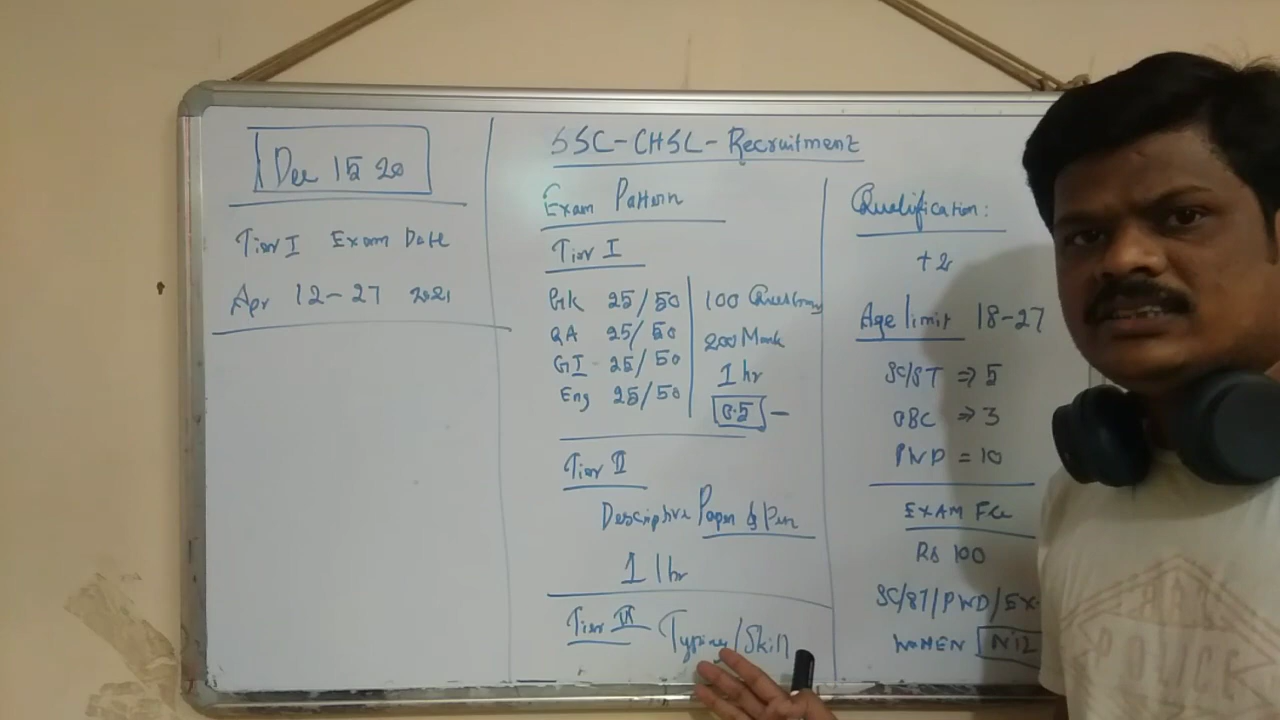 Dec 15 20
Tier I Exam Date
Apr 12-27 2021
SSC-CHSL-Recruitment
Exam Pattern
Tier I
GK 25/50
QA 25/50
GI 25/50
Eng 25/50
100 Questions
200 Mark
1 hr
0.5 -
Tier II
Descriptive Paper & Pen
1 hr
Tier III Typing/Skill
Qualification:
+2
Age limit 18-27
SC/ST ⇒ 5
OBC ⇒ 3
PWD = 10
EXAM Fee
Rs 100
SC/ST/PWD/EX-
WOMEN NIL
POLICE